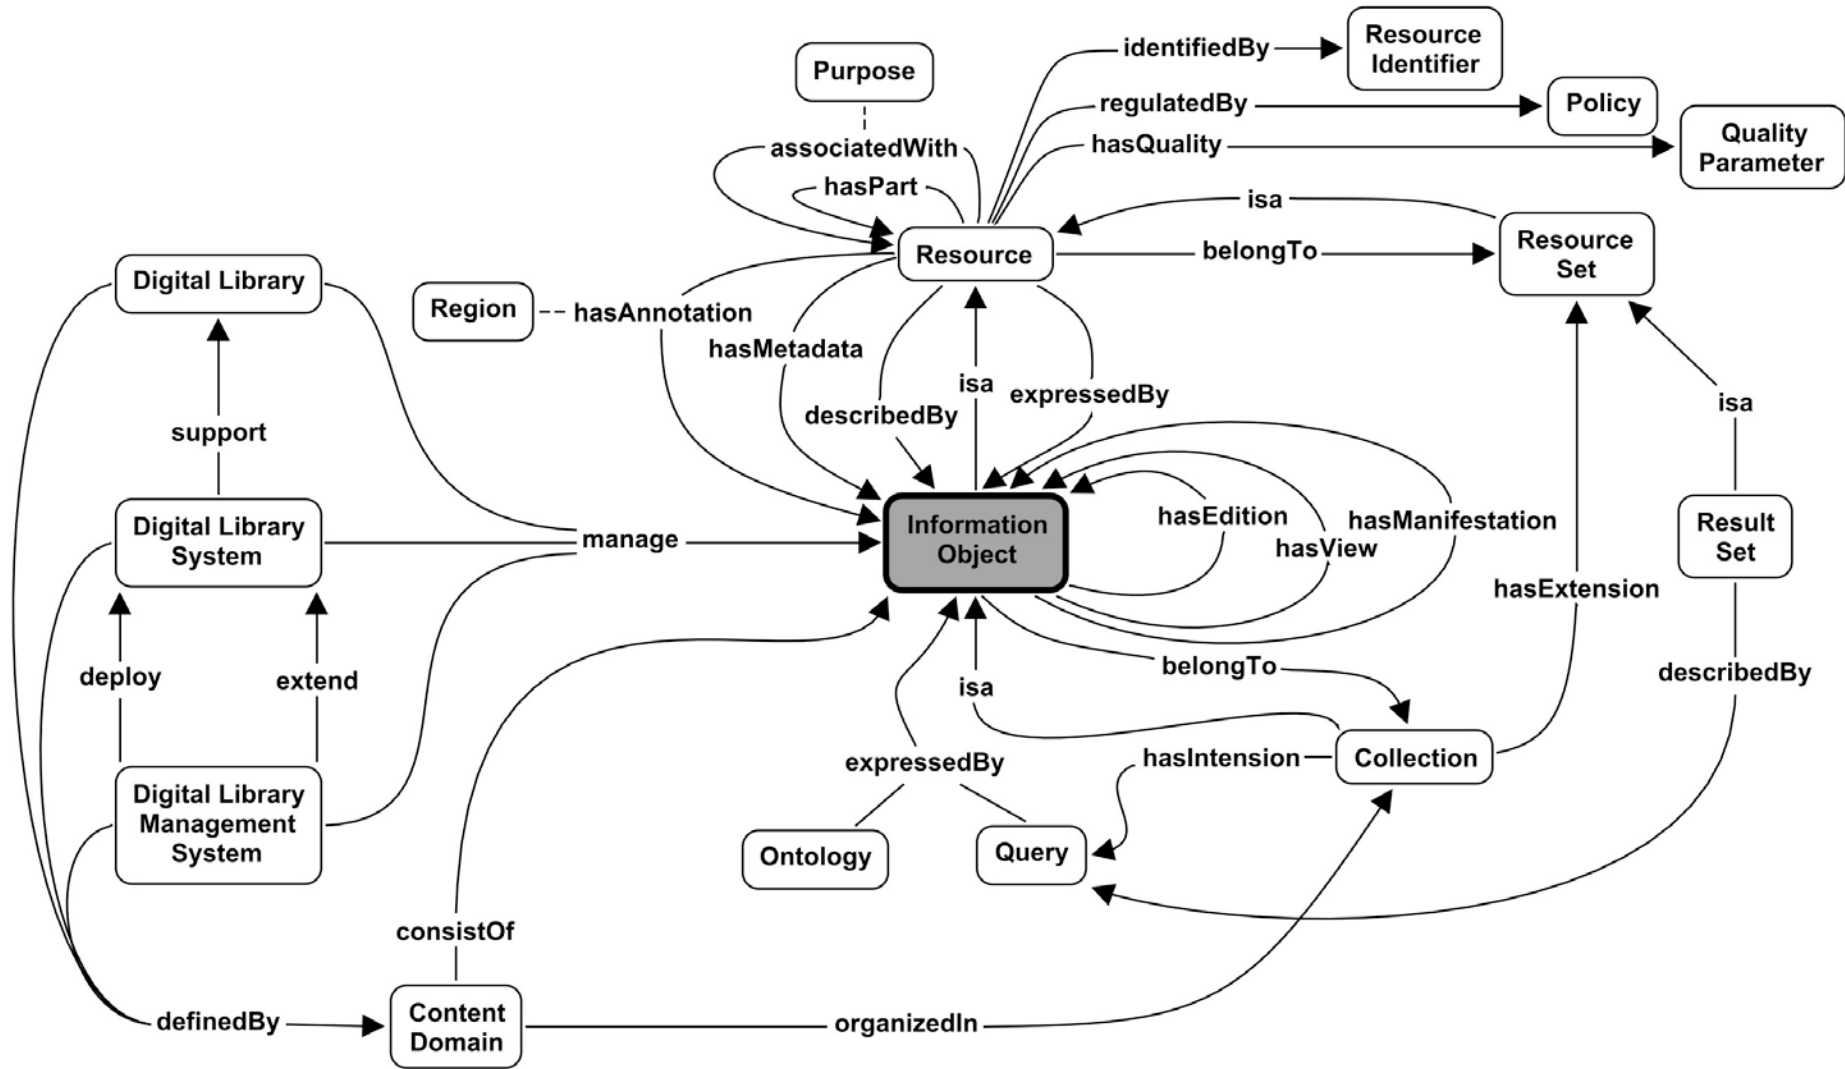 identifiedBy
Resource
Identifier
Purpose
regulatedBy
Policy
associatedWith
hasQuality
Quality
Parameter
hasPart
isa
Resource
belongTo
Resource
Set
Digital Library
Region
hasAnnotation
hasMetadata
isa
expressedBy
describedBy
isa
support
Digital Library
System
manage
Information
Object
hasEdition
hasView
hasManifestation
Result
Set
hasExtension
deploy
extend
isa
belongTo
describedBy
expressedBy
hasIntension
Collection
Digital Library
Management
System
Ontology
Query
consistOf
definedBy
Content
Domain
organizedIn